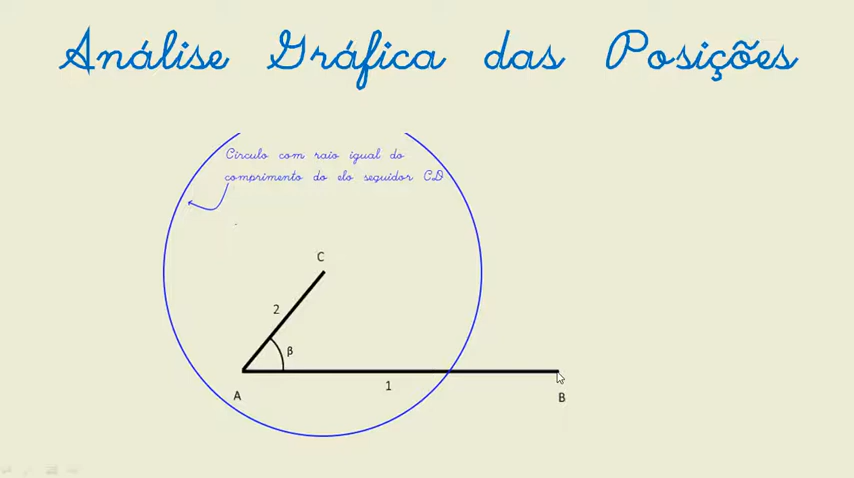 Análise Gráfica das Posições
Círculo com raio igual do
comprimento do elo seguidor CD
C
2
β
1
A
B